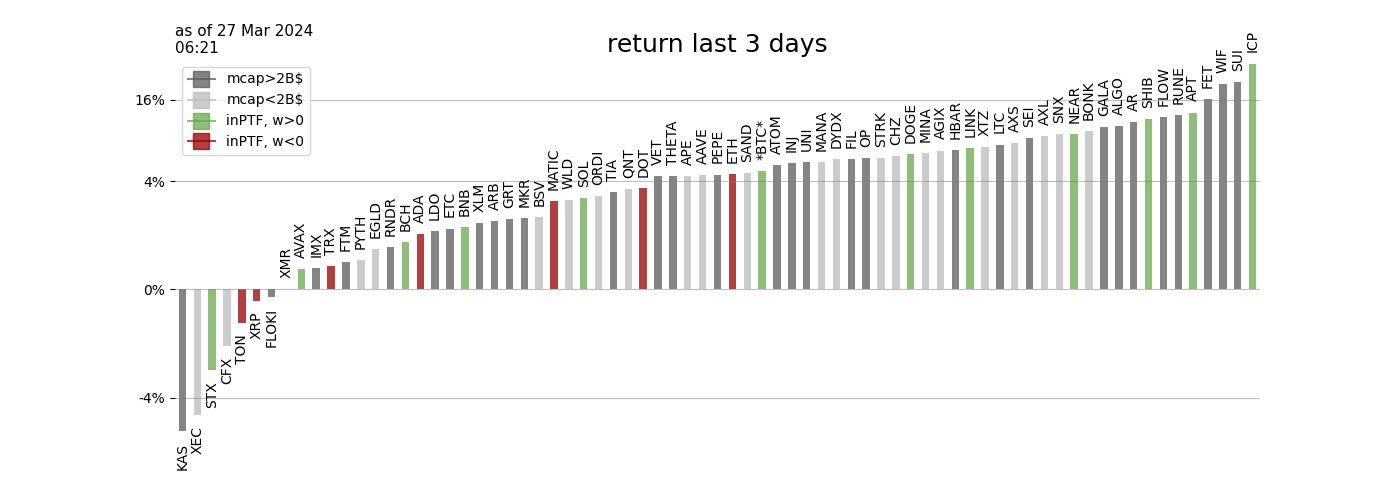 as of 27 Mar 2024
06:21
return last 3 days
mcap>2B$
mcap<2B$
inPTF, w>0
inPTF, w<0
16%
4%
0%
-4%
KAS
XEC
STX
CFX
TON
XRP
FLOKI
XMR
AVAX
IMX
TRX
FTM
PYTH
EGLD
RNDR
BCH
ADA
LDO
ETC
BNB
XLM
ARB
GRT
MKR
BSV
MATIC
WLD
SOL
ORDI
TIA
QNT
DOT
VET
THETA
APE
AAVE
PEPE
ETH
SAND
*BTC*
ATOM
INJ
UNI
MANA
DYDX
FIL
OP
STRK
CHZ
DOGE
MINA
AGIX
HBAR
LINK
XTZ
LTC
AXS
SEI
AXL
SNX
NEAR
BONK
GALA
ALGO
AR
SHIB
FLOW
RUNE
APT
FET
WIF
SUI
ICP